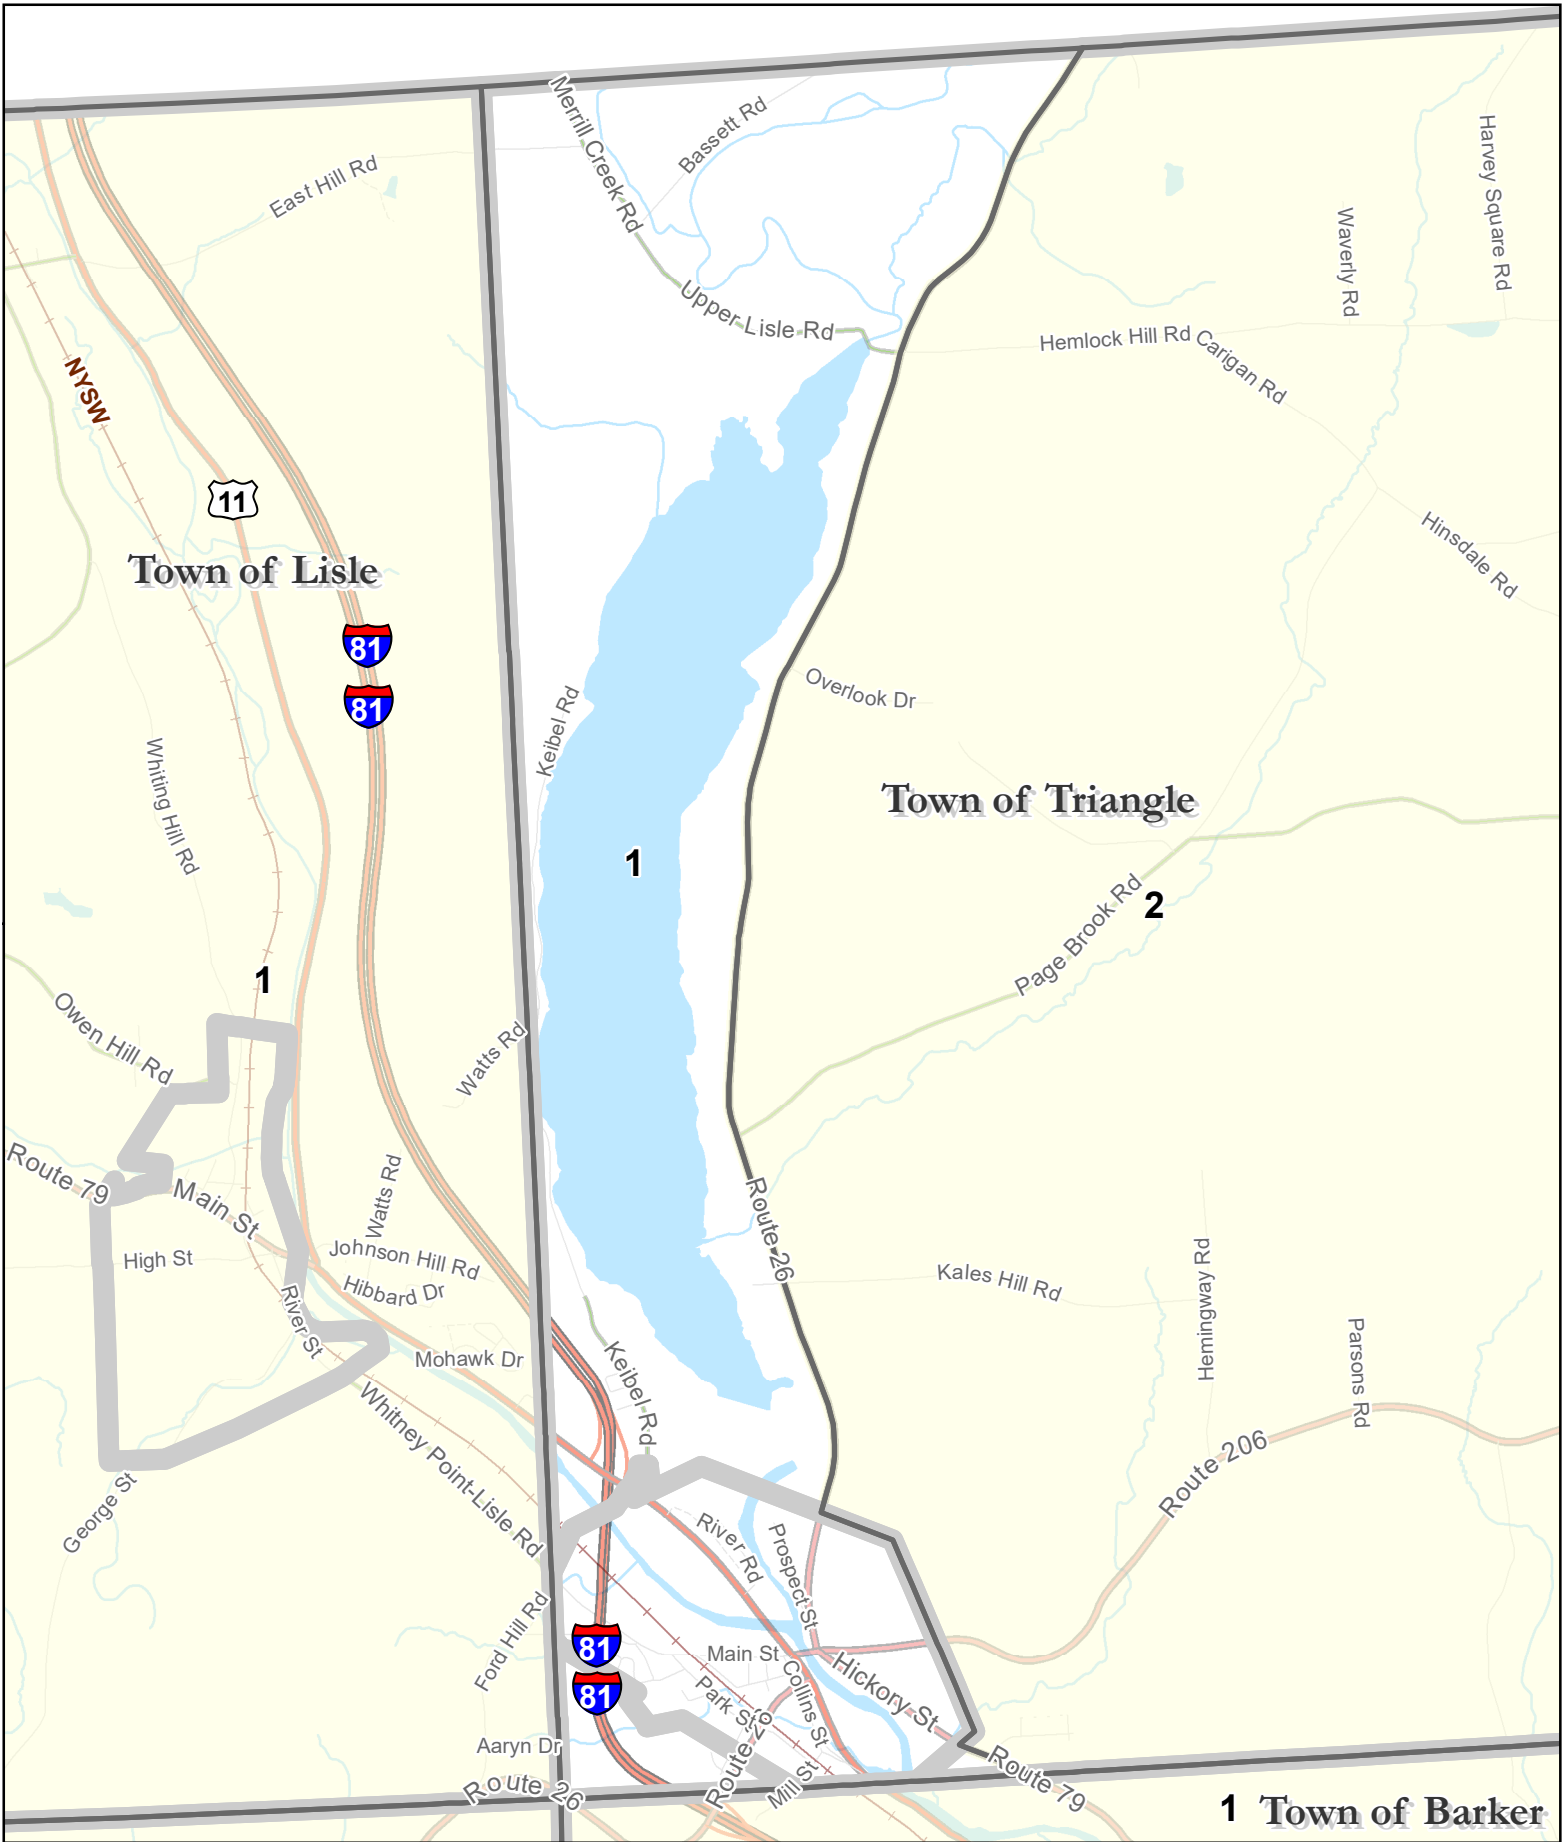 Merrill Creek Rd
Bassett Rd
East Hill Rd
Harvey Square Rd
Waverly Rd
Upper Lisle Rd
Hemlock Hill Rd
Carigan Rd
NYSW
11
Hinsdale Rd
Town of Lisle
81
81
Overlook Dr
Keibel Rd
Whiting Hill Rd
Town of Triangle
1
2
Page Brook Rd
1
Owen Hill Rd
Watts Rd
Route 79
Main St
Watts Rd
Route 26
High St
Johnson Hill Rd
Hibbard Dr
River St
Kales Hill Rd
Hemingway Rd
Parsons Rd
Mohawk Dr
Keibel Rd
Whitney Point-Lisle Rd
Route 206
George St
River Rd
Prospect St
Ford Hill Rd
81
81
Main St
Hickory St
Park St
Collins St
Route 26
Aaryn Dr
Route 26
Mill St
Route 79
1
Town of Barker